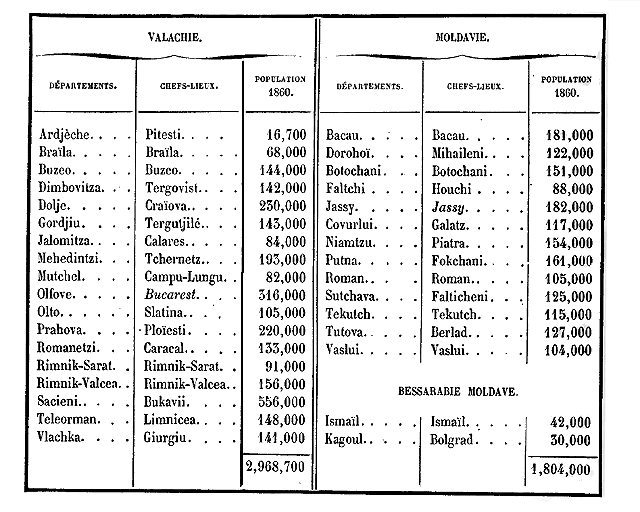 VALACHIE.
DÉPARTEMENTS. CHEFS-LIEUX. POPULATION 1860.
Ardjèche. . . . Pitesti. . . . 16,700
Braïla. . . . . Braïla. . . . . 68,000
Buzeo. . . . . Buzeo. . . . . 144,000
Dimbovitza. . . Tergovist. . . . 142,000
Dolje. . . . . Craïova. . . . . 230,000
Gordjiu. . . . Tergutjilé. . . . 143,000
Jalomitza. . . . Calares. . . . . 84,000
Mehedintzi. . . . Tchernetz. . . . 193,000
Mutchel. . . . . Campu-Lungu. . 82,000
Olfove. . . . . Bucarest. . . . 316,000
Olto. . . . . . Slatina. . . . . 105,000
Prahova. . . . . Ploïesti. . . . . 220,000
Romanetzi. . . . Caracal. . . . . 133,000
Rimnik-Sarat. . Rimnik-Sarat. . 91,000
Rimnik-Valcea. . Rimnik-Valcea. . 156,000
Sacieni. . . . . Bukavii. . . . . 556,000
Teleorman. . . . Limnicea. . . . 148,000
Vlachka. . . . . Giurgiu. . . . . 141,000
2,968,700
MOLDAVIE.
DÉPARTEMENTS. CHEFS-LIEUX. POPULATION 1860.
Bacau. . . . . Bacau. . . . . 181,000
Dorohoï . . . . Mihaileni. . . . 122,000
Botochani. . . . Botochani. . . . 151,000
Faltchi . . . . Houchi . . . . 88,000
Jassy. . . . . Jassy. . . . . 182,000
Covurlui. . . . Galatz. . . . . 117,000
Niamtzu. . . . Piatra. . . . . 154,000
Putna. . . . . Fokchani. . . . 161,000
Roman. . . . . Roman. . . . . 105,000
Sutchava. . . . Falticheni. . . 125,000
Tekutch. . . . Tekutch. . . . 115,000
Tutova. . . . . Berlad. . . . . 127,000
Vaslui. . . . . Vaslui. . . . . 104,000
BESSARABIE MOLDAVE.
Ismaïl. . . . . Ismaïl. . . . . 42,000
Kagoul. . . . . Bolgrad. . . . . 30,000
1,804,000